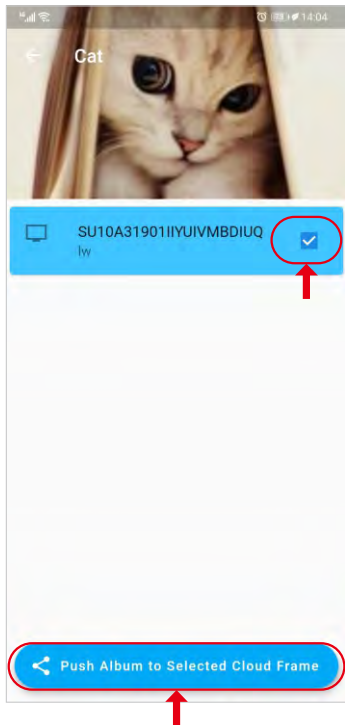 14:04
Cat
SU10A31901IIYUIVMBDIUQ
lw
Push Album to Selected Cloud Frame